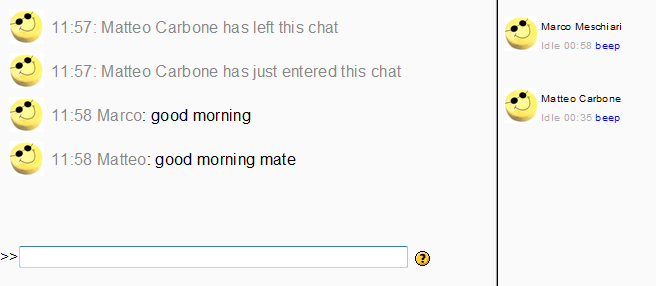 11:57: Matteo Carbone has left this chat
11:57: Matteo Carbone has just entered this chat
11:58 Marco: good morning
11:58 Matteo: good morning mate
>>
?
Marco Meschiari
Idle 00:58 beep
Matteo Carbone
Idle 00:35 beep